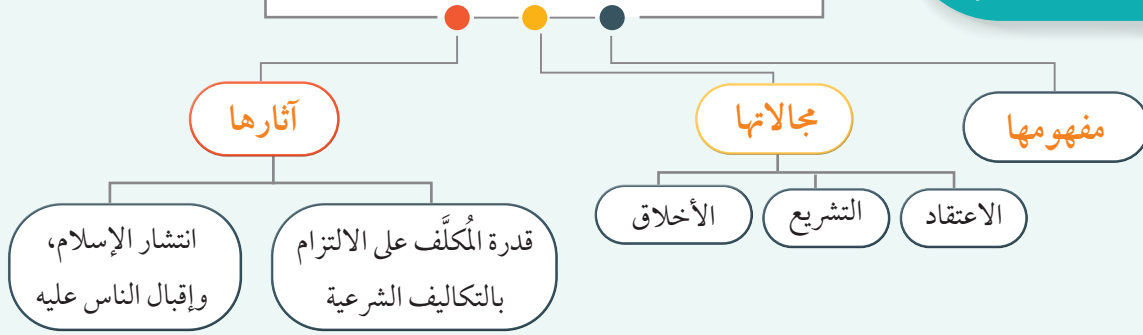 مفهومها
مجالاتها
الاعتقاد
التشريع
الأخلاق
آثارها
قدرة المُكلَّف على الالتزام
بالتكاليف الشرعية
انتشار الإسلام،
وإقبال الناس عليه